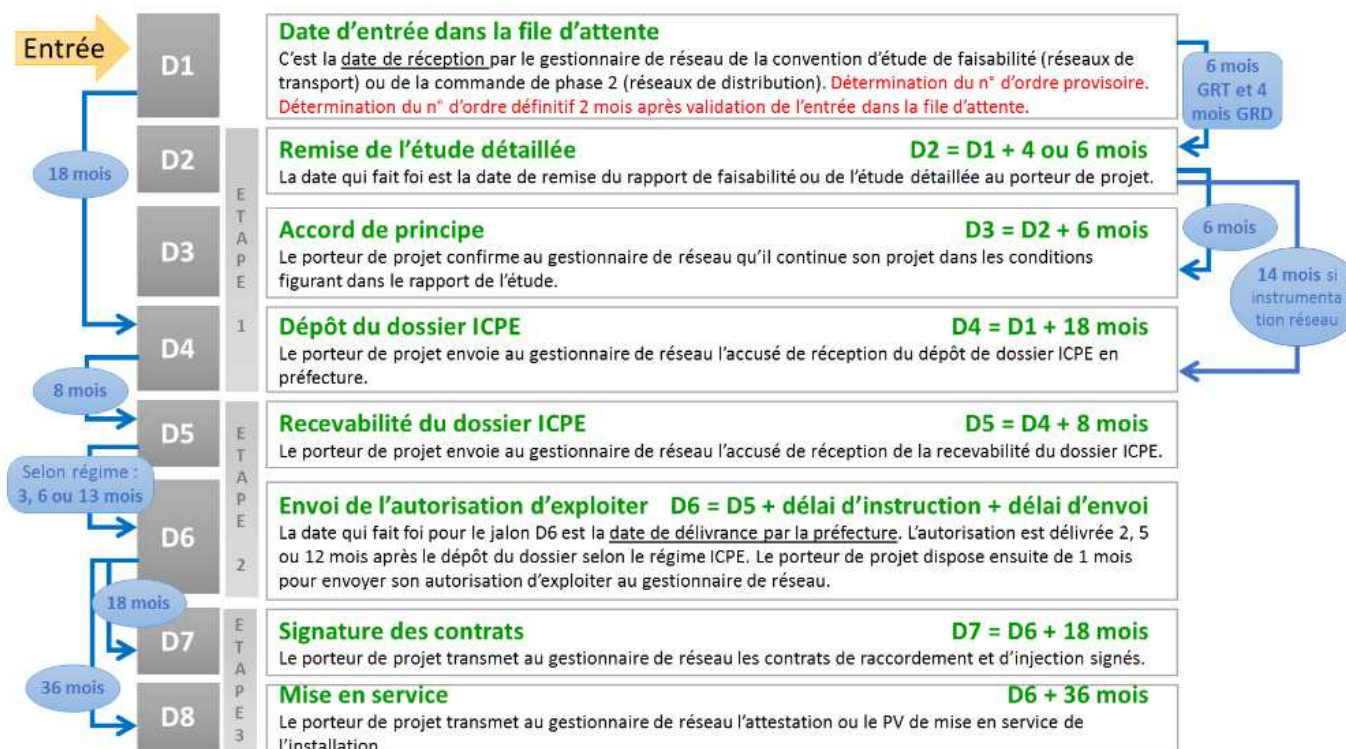 Entrée
D1
Date d'entrée dans la file d'attente
C'est la date de réception par le gestionnaire de réseau de la convention d'étude de faisabilité (réseaux de
transport) ou de la commande de phase 2 (réseaux de distribution). Détermination du n° d'ordre provisoire.
Détermination du n° d'ordre définitif 2 mois après validation de l'entrée dans la file d'attente.
6 mois
GRT et 4
mois GRD
18 mois
ETAPE 1
D2
Remise de l'étude détaillée D2 = D1 + 4 ou 6 mois
La date qui fait foi est la date de remise du rapport de faisabilité ou de l'étude détaillée au porteur de projet.
D3
Accord de principe D3 = D2 + 6 mois
Le porteur de projet confirme au gestionnaire de réseau qu'il continue son projet dans les conditions
figurant dans le rapport de l'étude.
6 mois
14 mois si
instrumenta
tion réseau
D4
Dépôt du dossier ICPE D4 = D1 + 18 mois
Le porteur de projet envoie au gestionnaire de réseau l'accusé de réception du dépôt de dossier ICPE en
préfecture.
8 mois
ETAPE 2
D5
Recevabilité du dossier ICPE D5 = D4 + 8 mois
Le porteur de projet envoie au gestionnaire de réseau l'accusé de réception de la recevabilité du dossier ICPE.
Selon régime :
3, 6 ou 13 mois
D6
Envoi de l'autorisation d'exploiter D6 = D5 + délai d'instruction + délai d'envoi
La date qui fait foi pour le jalon D6 est la date de délivrance par la préfecture. L'autorisation est délivrée 2, 5
ou 12 mois après le dépôt du dossier selon le régime ICPE. Le porteur de projet dispose ensuite de 1 mois
pour envoyer son autorisation d'exploiter au gestionnaire de réseau.
18 mois
ETAPE 3
D7
Signature des contrats D7 = D6 + 18 mois
Le porteur de projet transmet au gestionnaire de réseau les contrats de raccordement et d'injection signés.
36 mois
D8
Mise en service D6 + 36 mois
Le porteur de projet transmet au gestionnaire de réseau l'attestation ou le PV de mise en service de
l'installation